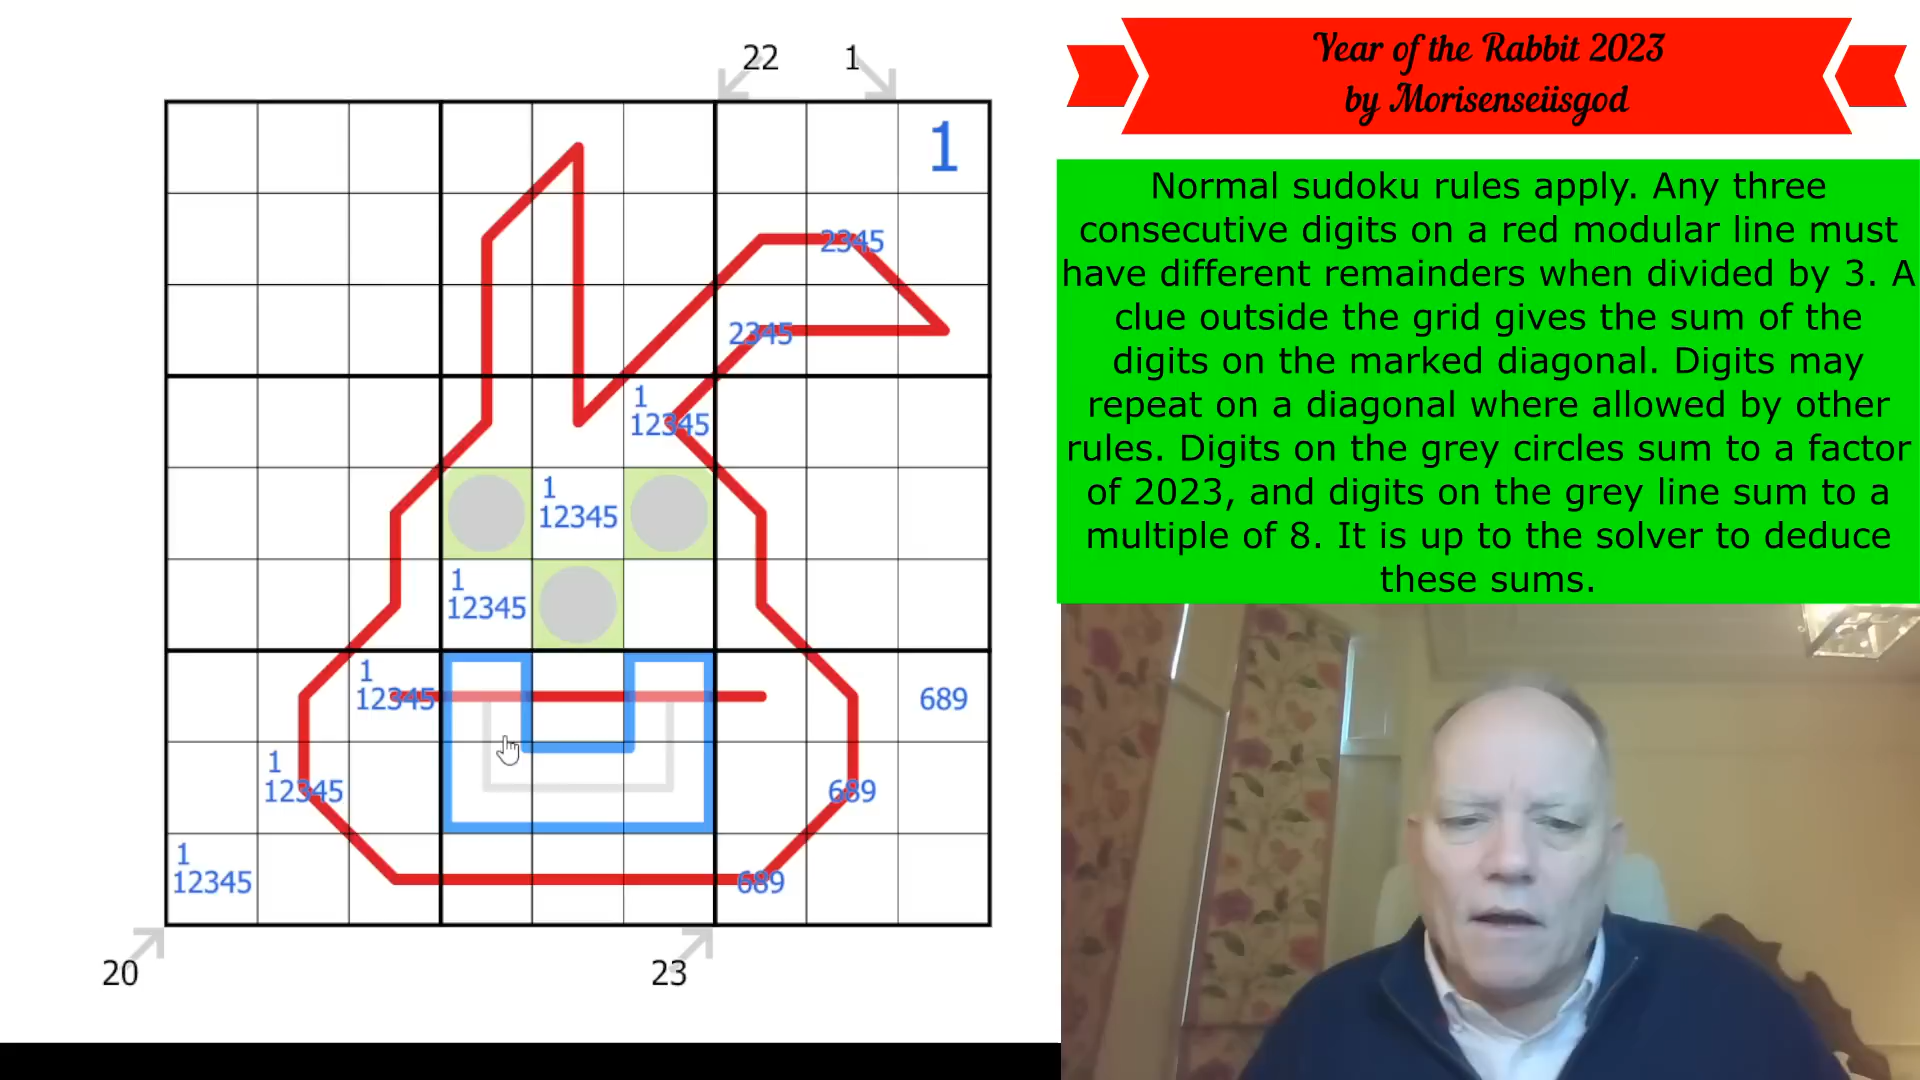 22 1
Year of the Rabbit 2023
by Morisenseiisgod
1
Normal sudoku rules apply. Any three
consecutive digits on a red modular line must
have different remainders when divided by 3. A
clue outside the grid gives the sum of the
digits on the marked diagonal. Digits may
repeat on a diagonal where allowed by other
rules. Digits on the grey circles sum to a factor
of 2023, and digits on the grey line sum to a
multiple of 8. It is up to the solver to deduce
these sums.
2345
2345
1
12345
1
12345
1
12345
1
12345
689
1
12345
689
1
12345
689
20
23